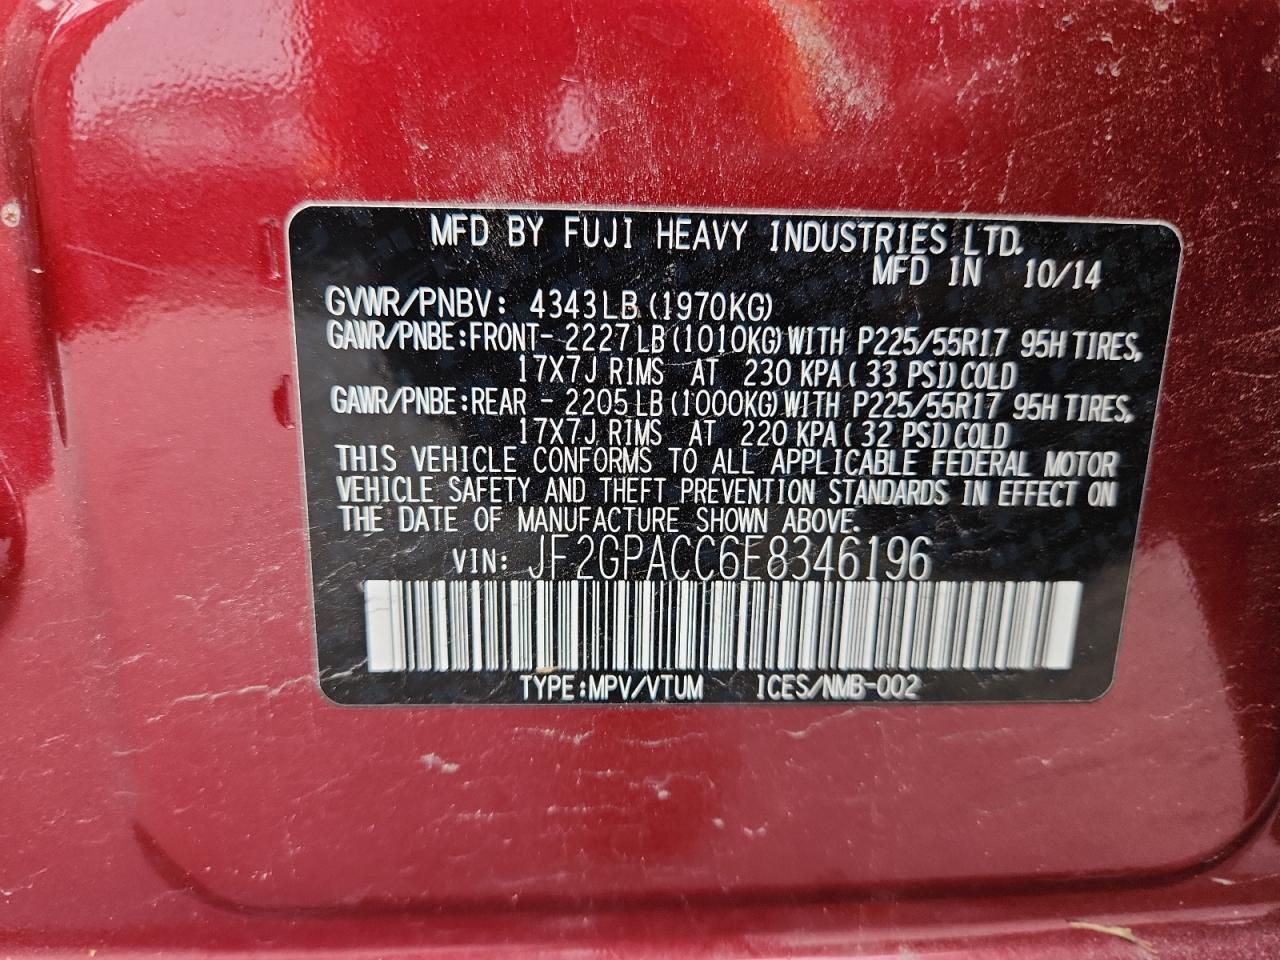 MFD BY FUJI HEAVY INDUSTRIES LTD.
MFD IN 10/14
GVWR/PNBV: 4343LB (1970KG)
GAWR/PNBE:FRONT- 2227LB(1010KG)WITH P225/55R17 95H TIRES,
17X7J RIMS AT 230 KPA( 33 PSI)COLD
GAWR/PNBE:REAR - 2205LB(1000KG)WITH P225/55R17 95H TIRES,
17X7J RIMS AT 220 KPA( 32 PSI)COLD
THIS VEHICLE CONFORMS TO ALL APPLICABLE FEDERAL MOTOR
VEHICLE SAFETY AND THEFT PREVENTION STANDARDS IN EFFECT ON
THE DATE OF MANUFACTURE SHOWN ABOVE.
VIN: JF2GPACC6E8346196
TYPE:MPV/VTUM ICES/NMB-002